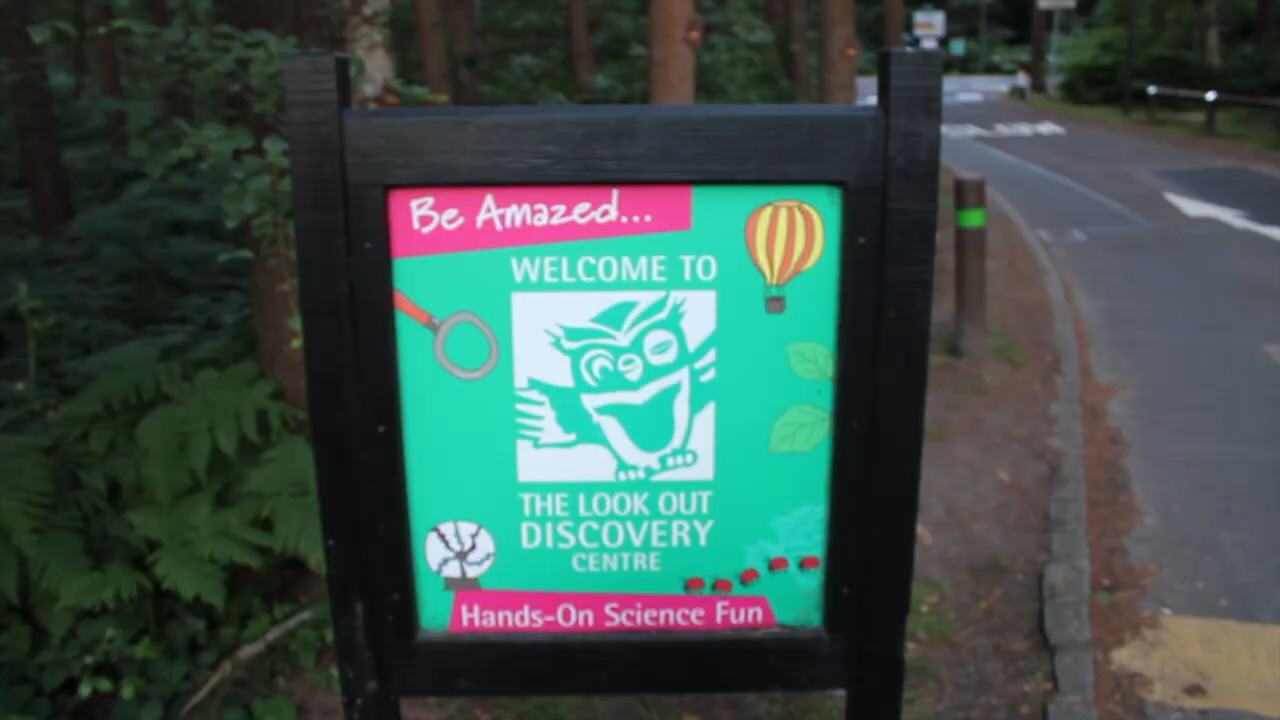 Be Amazed...
WELCOME TO
THE LOOK OUT
DISCOVERY
CENTRE
Hands-On Science Fun